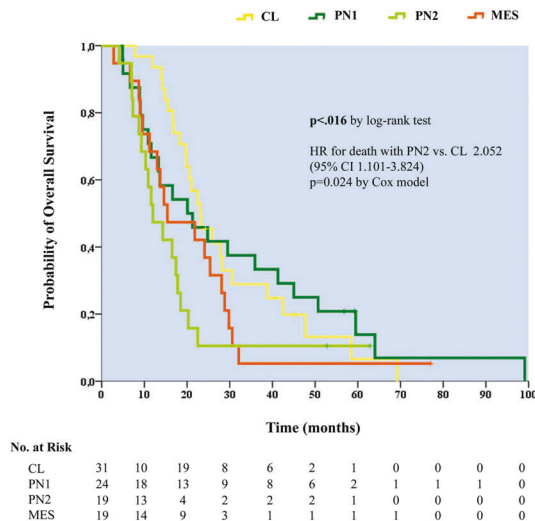 CL PN1 PN2 MES
1,0
0,8
0,6
0,4
0,2
0,0
Probability of Overall Survival
p<.016 by log-rank test
HR for death with PN2 vs. CL 2.052
(95% CI 1.101-3.824)
p=0.024 by Cox model
0 10 20 30 40 50 60 70 80 90 100
Time (months)
No. at Risk
CL 31 10 19 8 6 2 1 0 0 0 0
PN1 24 18 13 9 8 6 2 1 1 1 0
PN2 19 13 4 2 2 2 1 0 0 0 0
MES 19 14 9 3 1 1 1 1 0 0 0